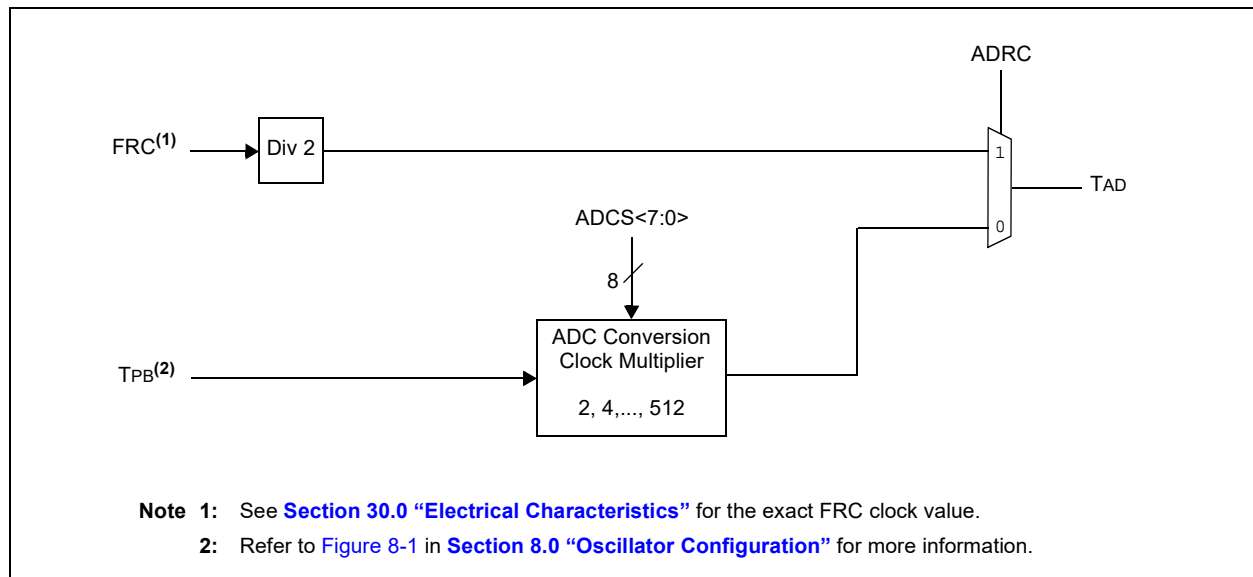 ADRC
FRC(1)
Div 2
1
TAD
ADCS<7:0>
0
8
ADC Conversion
Clock Multiplier
TPB(2)
2, 4,..., 512
Note 1: See Section 30.0 “Electrical Characteristics” for the exact FRC clock value.
2: Refer to Figure 8-1 in Section 8.0 “Oscillator Configuration” for more information.